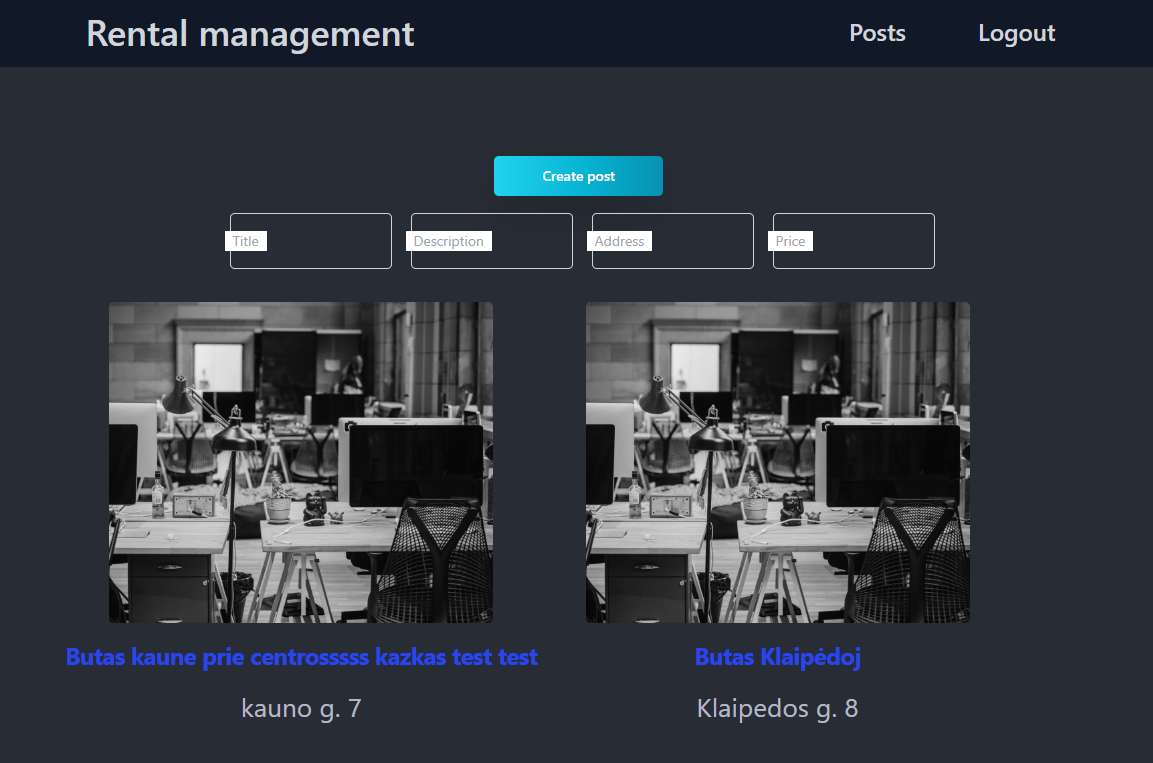 Rental management
Posts
Logout
Create post
Title
Description
Address
Price
Butas kaune prie centrosssss kazkas test test
Butas Klaipėdoj
kauno g. 7
Klaipedos g. 8